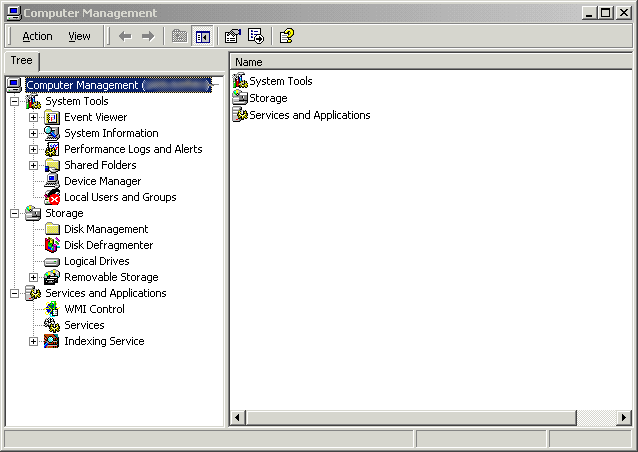 Computer Management
Action View
Tree
Name
Computer Management (
System Tools
Event Viewer
System Information
Performance Logs and Alerts
Shared Folders
Device Manager
Local Users and Groups
Storage
Disk Management
Disk Defragmenter
Logical Drives
Removable Storage
Services and Applications
WMI Control
Services
Indexing Service
System Tools
Storage
Services and Applications